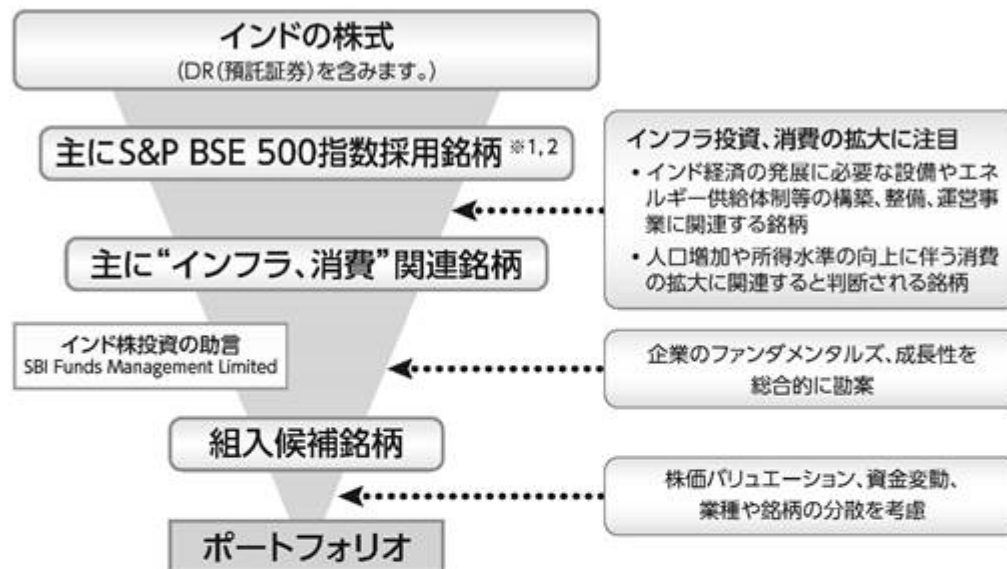 インドの株式
(DR(預託証券)を含みます。)
主にS&P BSE 500指数採用銘柄 ※1, 2
インフラ投資、消費の拡大に注目
・インド経済の発展に必要な設備やエネ
ルギー供給体制等の構築、整備、運営事
業に関連する銘柄
・人口増加や所得水準の向上に伴う消費
の拡大に関連すると判断される銘柄
主に“インフラ、消費”関連銘柄
インド株投資の助言
SBI Funds Management Limited
企業のファンダメンタルズ、成長性を
総合的に勘案
組入候補銘柄
株価バリュエーション、資金変動、
業種や銘柄の分散を考慮
ポートフォリオ